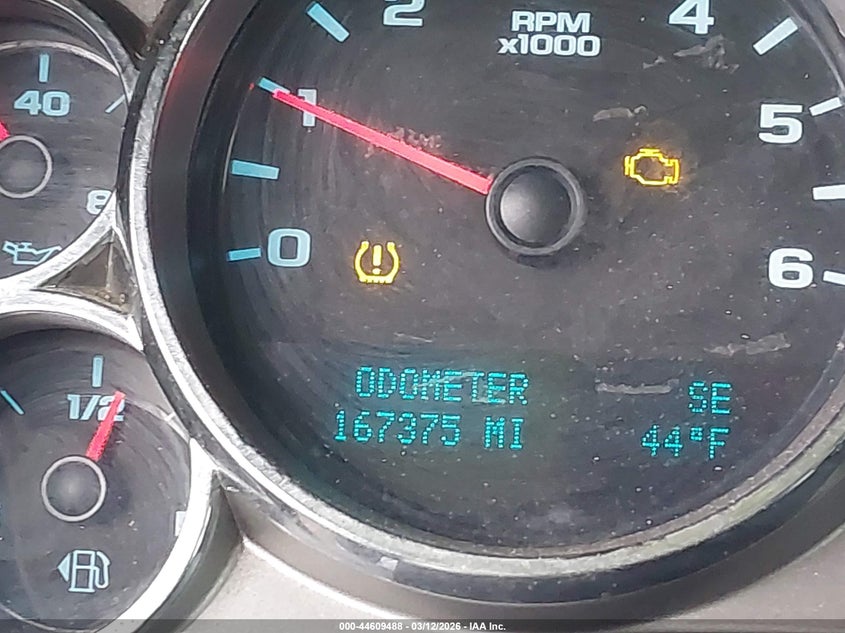 2
4
RPM
x1000
40
1
5
8
0
6
1/2
ODOMETER
SE
167375 MI
44°F
000-44609488 - 03/12/2026 - IAA Inc.